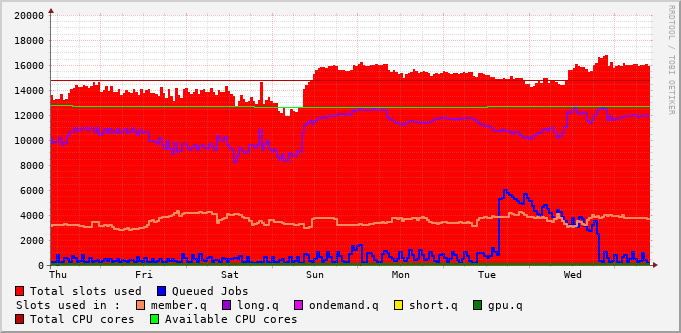 20000
18000
16000
14000
12000
10000
8000
6000
4000
2000
0
Thu Fri Sat Sun Mon Tue Wed
RRDTOOL / TOBI OETIKER
Total slots used Queued Jobs
Slots used in : member.q long.q ondemand.q short.q gpu.q
Total CPU cores Available CPU cores